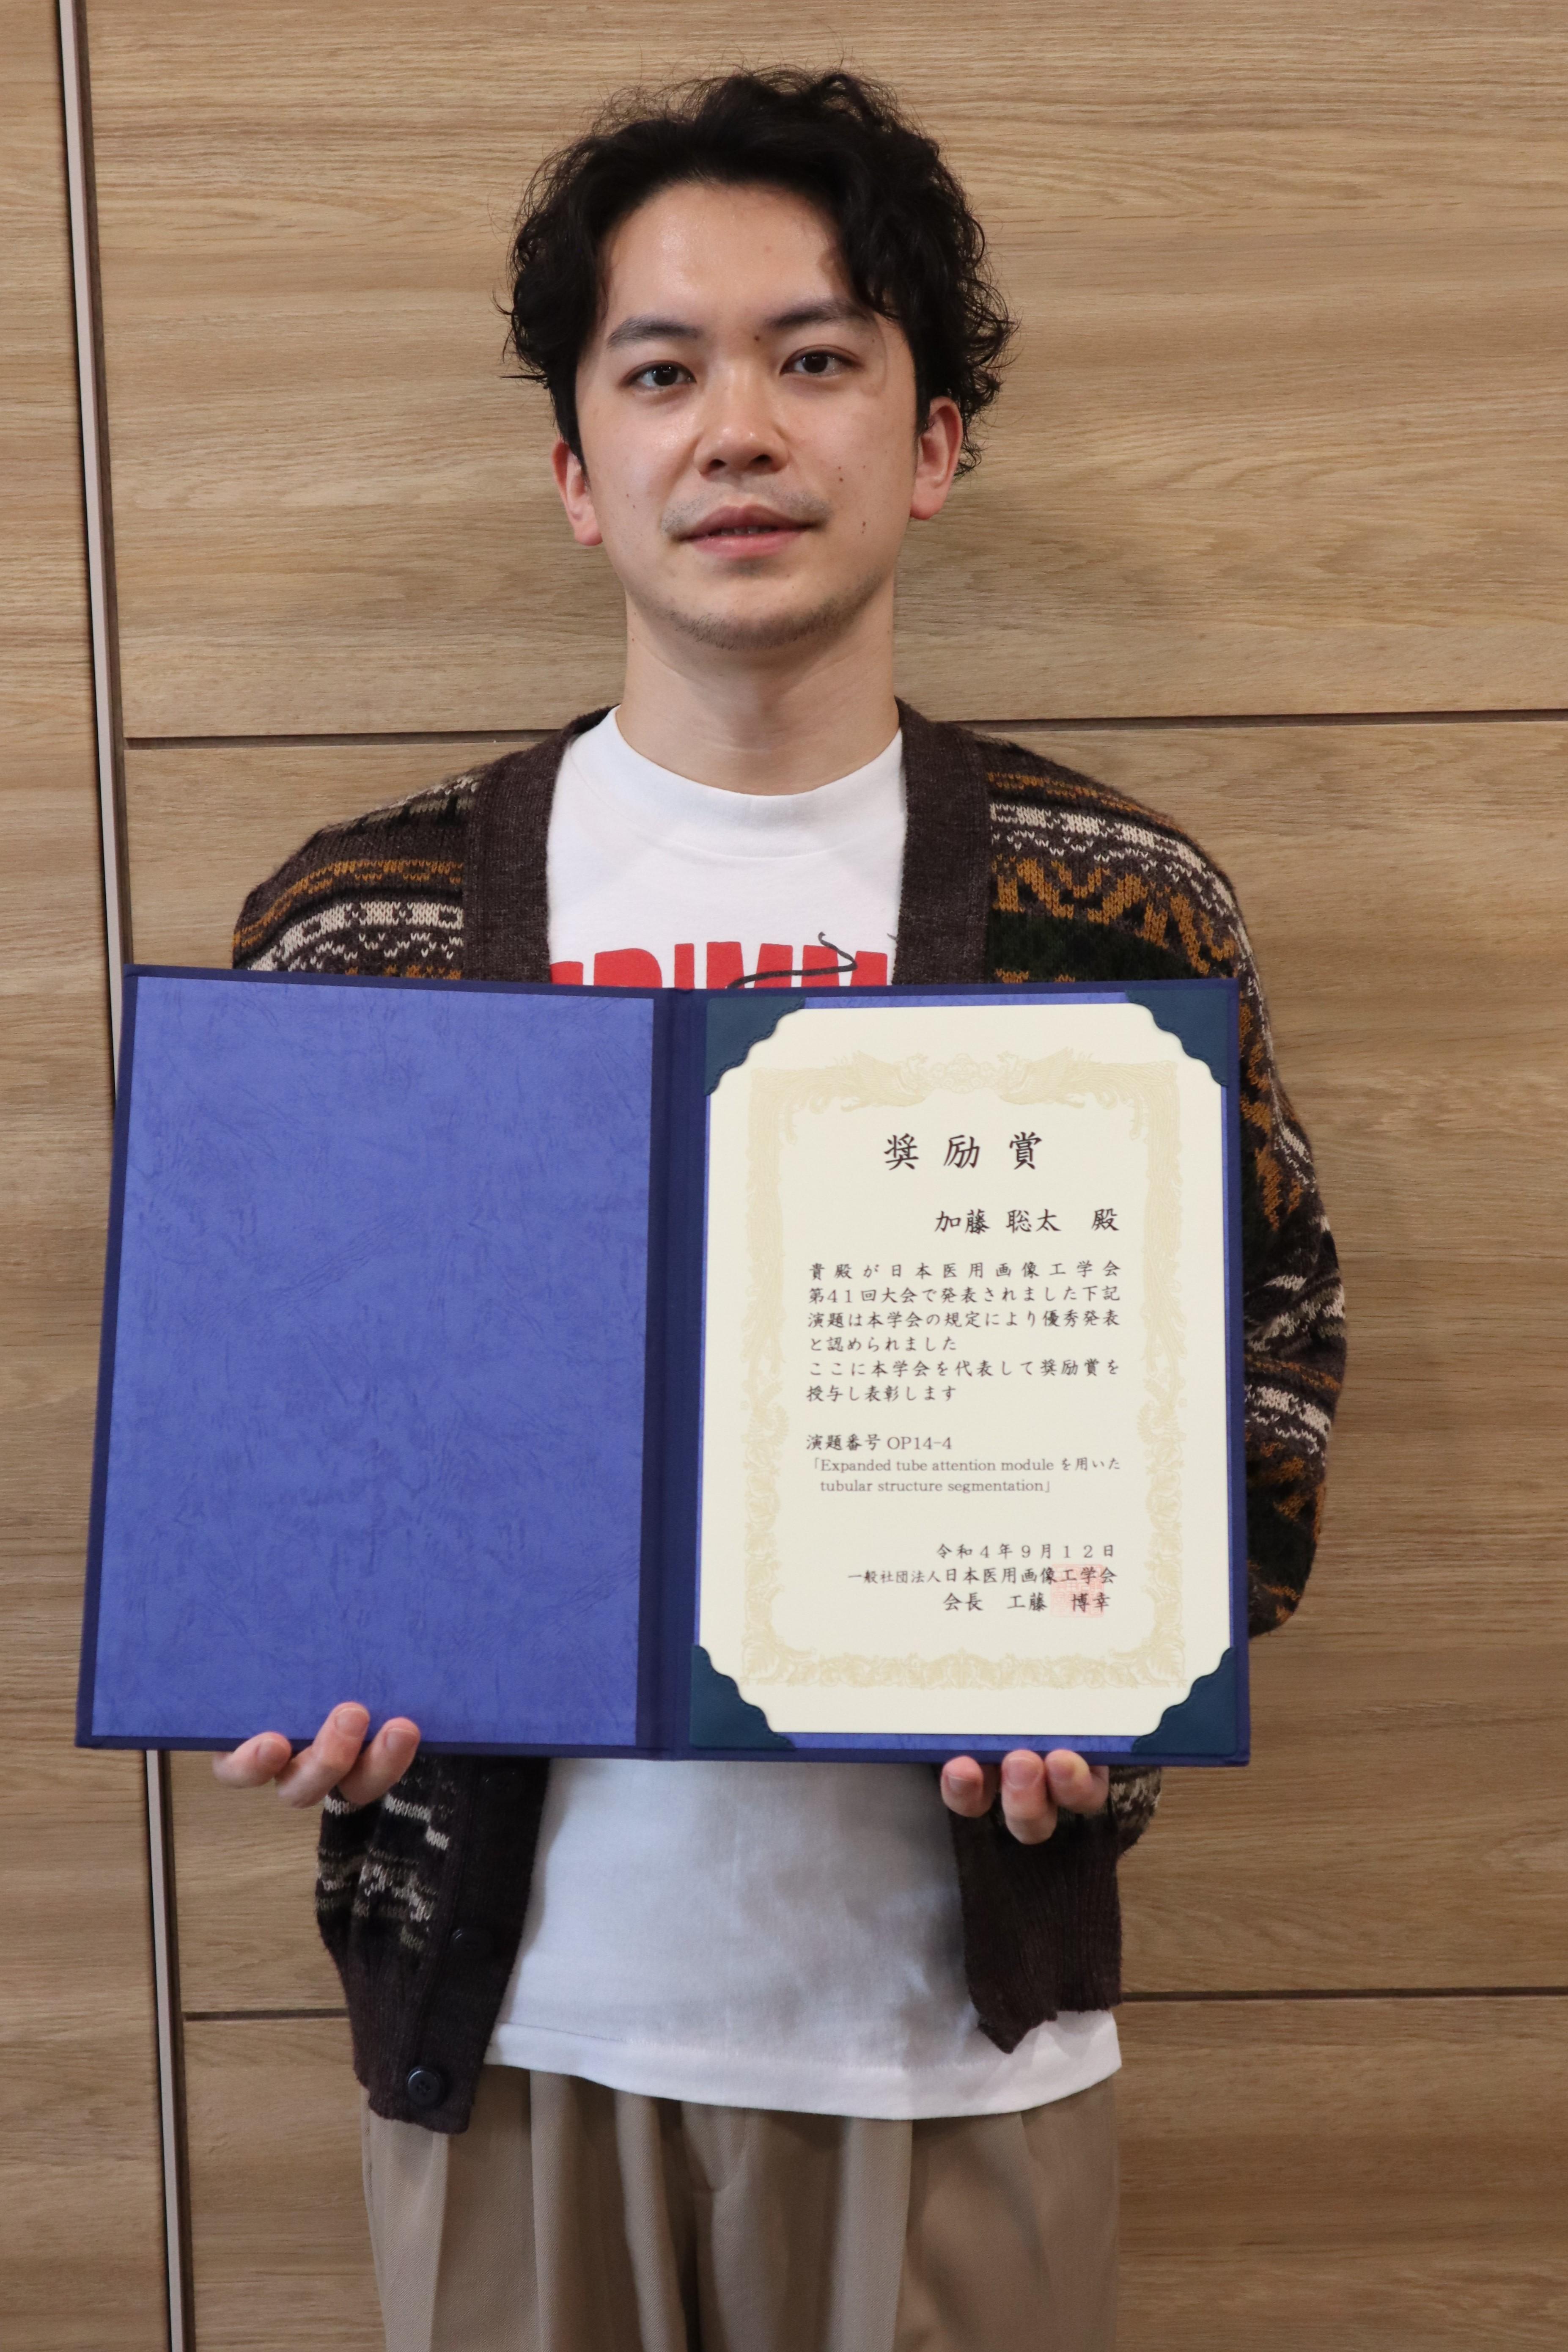 奨励賞
加藤 聡太 殿
貴殿が日本医用画像工学会
第41回大会で発表されました下記
演題は本学会の規定により優秀発表
と認められました
ここに本学会を代表して奨励賞を
授与し表彰します
演題番号 OP14-4
「Expanded tube attention module を用いた
tubular structure segmentation」
令和4年9月12日
一般社団法人日本医用画像工学会
会長 工藤 博幸